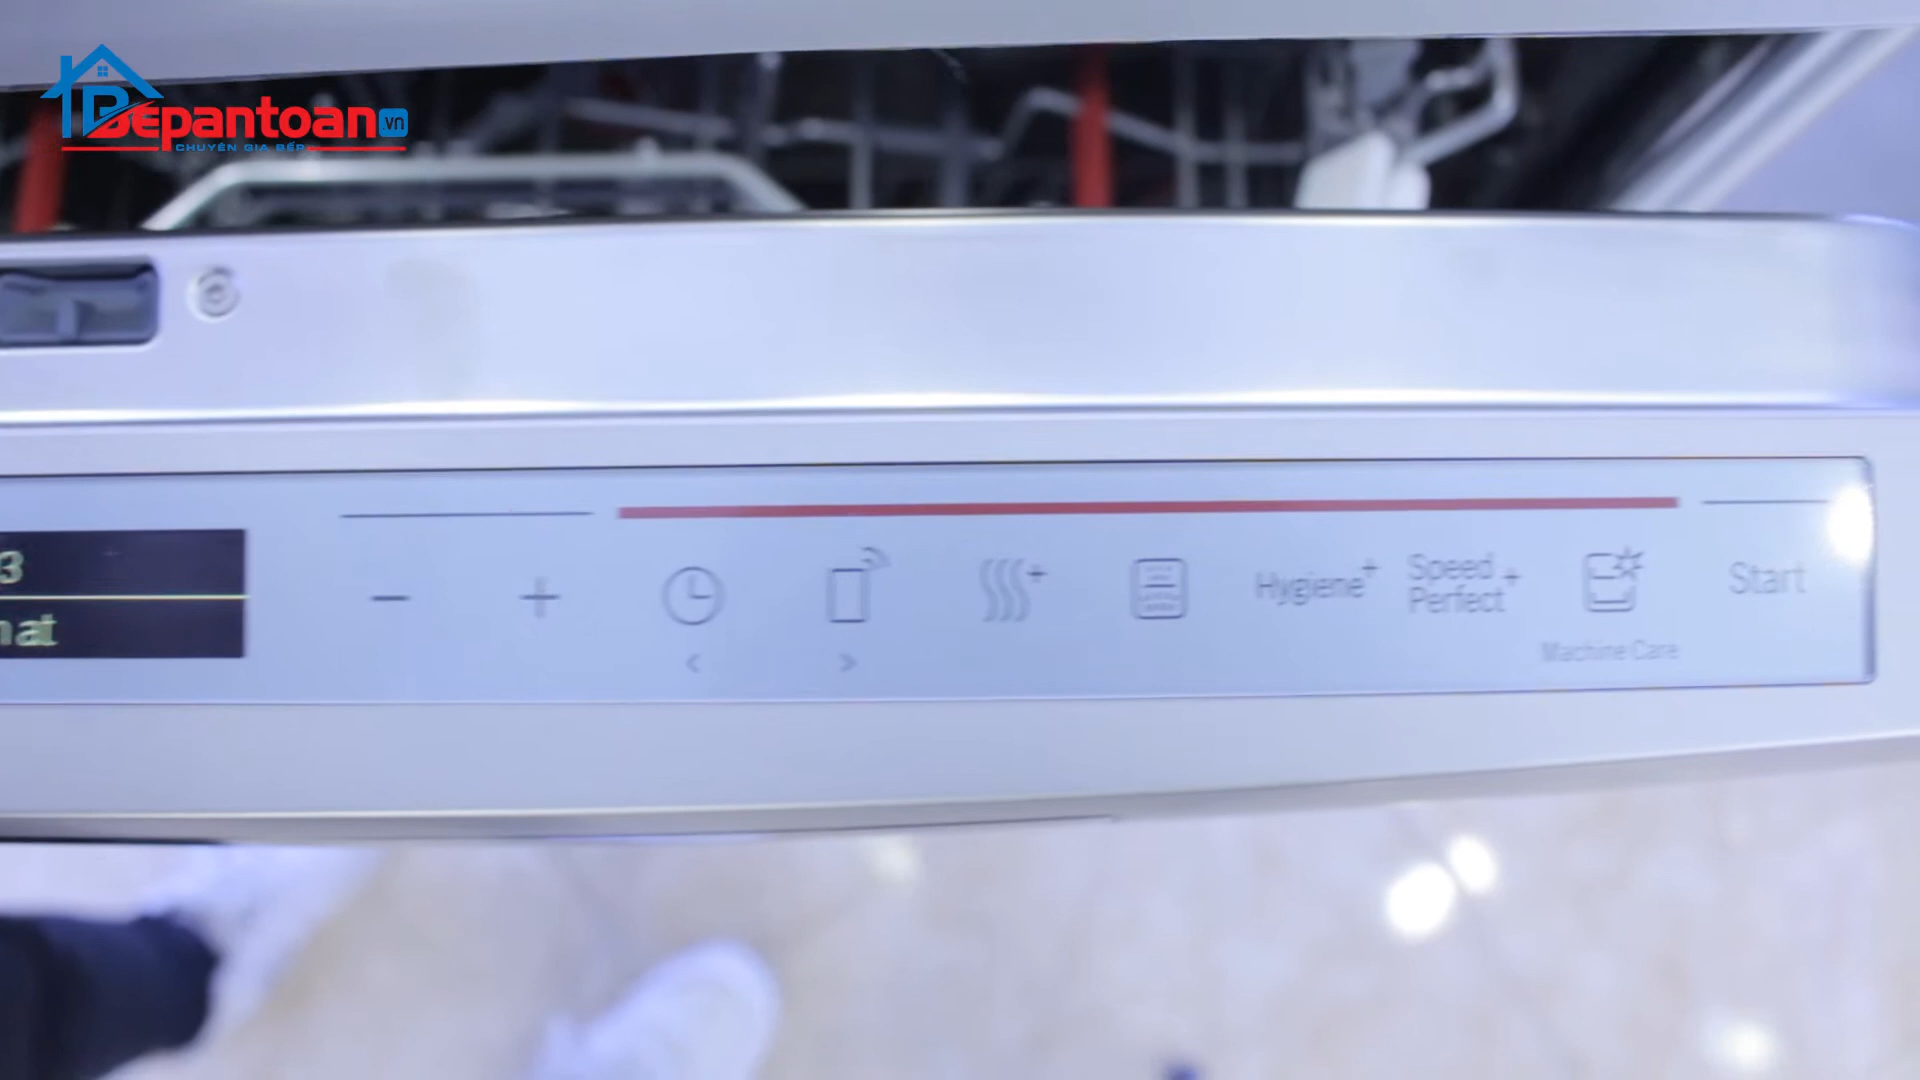 Bepantoan.vn
CHUYÊN GIA BẾP
3
nat
− +
< >
Hygiene+
Speed
Perfect+
Machine Care
Start